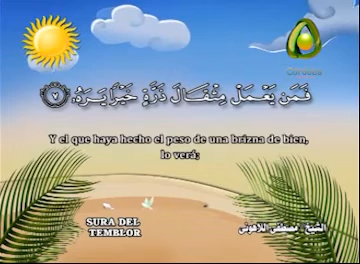 فَمَن يَعْمَلْ مِثْقَالَ ذَرَّةٍ خَيْرًا يَرَهُۥ ٧
Y el que haya hecho el peso de una brizna de bien,
lo verá;
SURA DEL
TEMBLOR
الشيخ . مصطفى اللاهونى